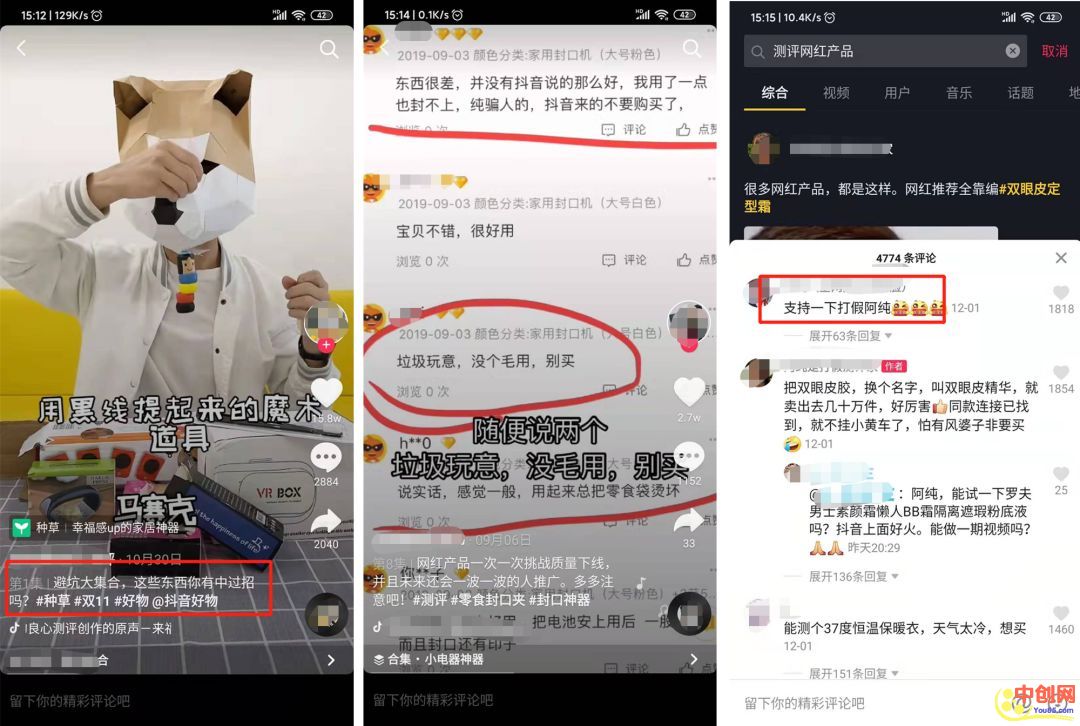 15:12 | 129K/s
HD
42
用黑线提起来的魔术
道具
15.8w
VR BOX
the happiness of life!
马赛克
2884
种草 | 幸福感up的家居神器
2040
10月30日
第1集 | 避坑大集合，这些东西你有中过招
吗？#种草 #双11 #好物 @抖音好物
!良心测评创作的原声一来礻
合
留下你的精彩评论吧
15:14 | 0.1K/s
HD
42
2019-09-03 颜色分类:家用封口机（大号粉色）
东西很差，并没有抖音说的那么好，我用了一点
也封不上，纯骗人的，抖音来的不要购买了，
浏览 0 次
评论
点赞
2019-09-03 颜色分类:家用封口机（大号白色）
宝贝不错，很好用
浏览 0 次
评论
点
2019-09-03 颜色分类:家用封口机（大号白色）
垃圾玩意，没个毛用，别买
浏览 0 次
评论
2.7w
h**0
随便说两个
垃圾玩意，没毛用，别买
1152
说实话，感觉一般，用起来总把零食袋烫坏
浏览 0 次
评论
33
09月06日
第8集 | 网红产品一次一次挑战质量下线，
并且未来还会一波一波的人推广。多多注
意吧！#测评 #零食封口夹 #封口神器
把电池安上用后 一般
而且封口还有印子
合集·小电器神器
评论
留下你的精彩评论吧
15:15 | 10.4K/s
HD
42
测评网红产品
取消
综合
视频
用户
音乐
话题
地
很多网红产品，都是这样。网红推荐全靠编#双眼皮定
型霜
4774 条评论
支持一下打假阿纯
12-01
1818
展开63条回复
作者
把双眼皮胶，换个名字，叫双眼皮精华，就
卖出去几十万件，好厉害👍同款连接已找
到，就不挂小黄车了，怕有风婆子非要买
12-01
1854
@
：阿纯，能试一下罗夫
男士素颜霜懒人BB霜隔离遮瑕粉底液
吗？抖音上面好火。能做一期视频吗？
🙏🙏 昨天20:29
25
展开136条回复
能测个37度恒温保暖衣，天气太冷，想买
12-01
1460
展开151条回复
留下你的精彩评论吧
中创网
You85.com